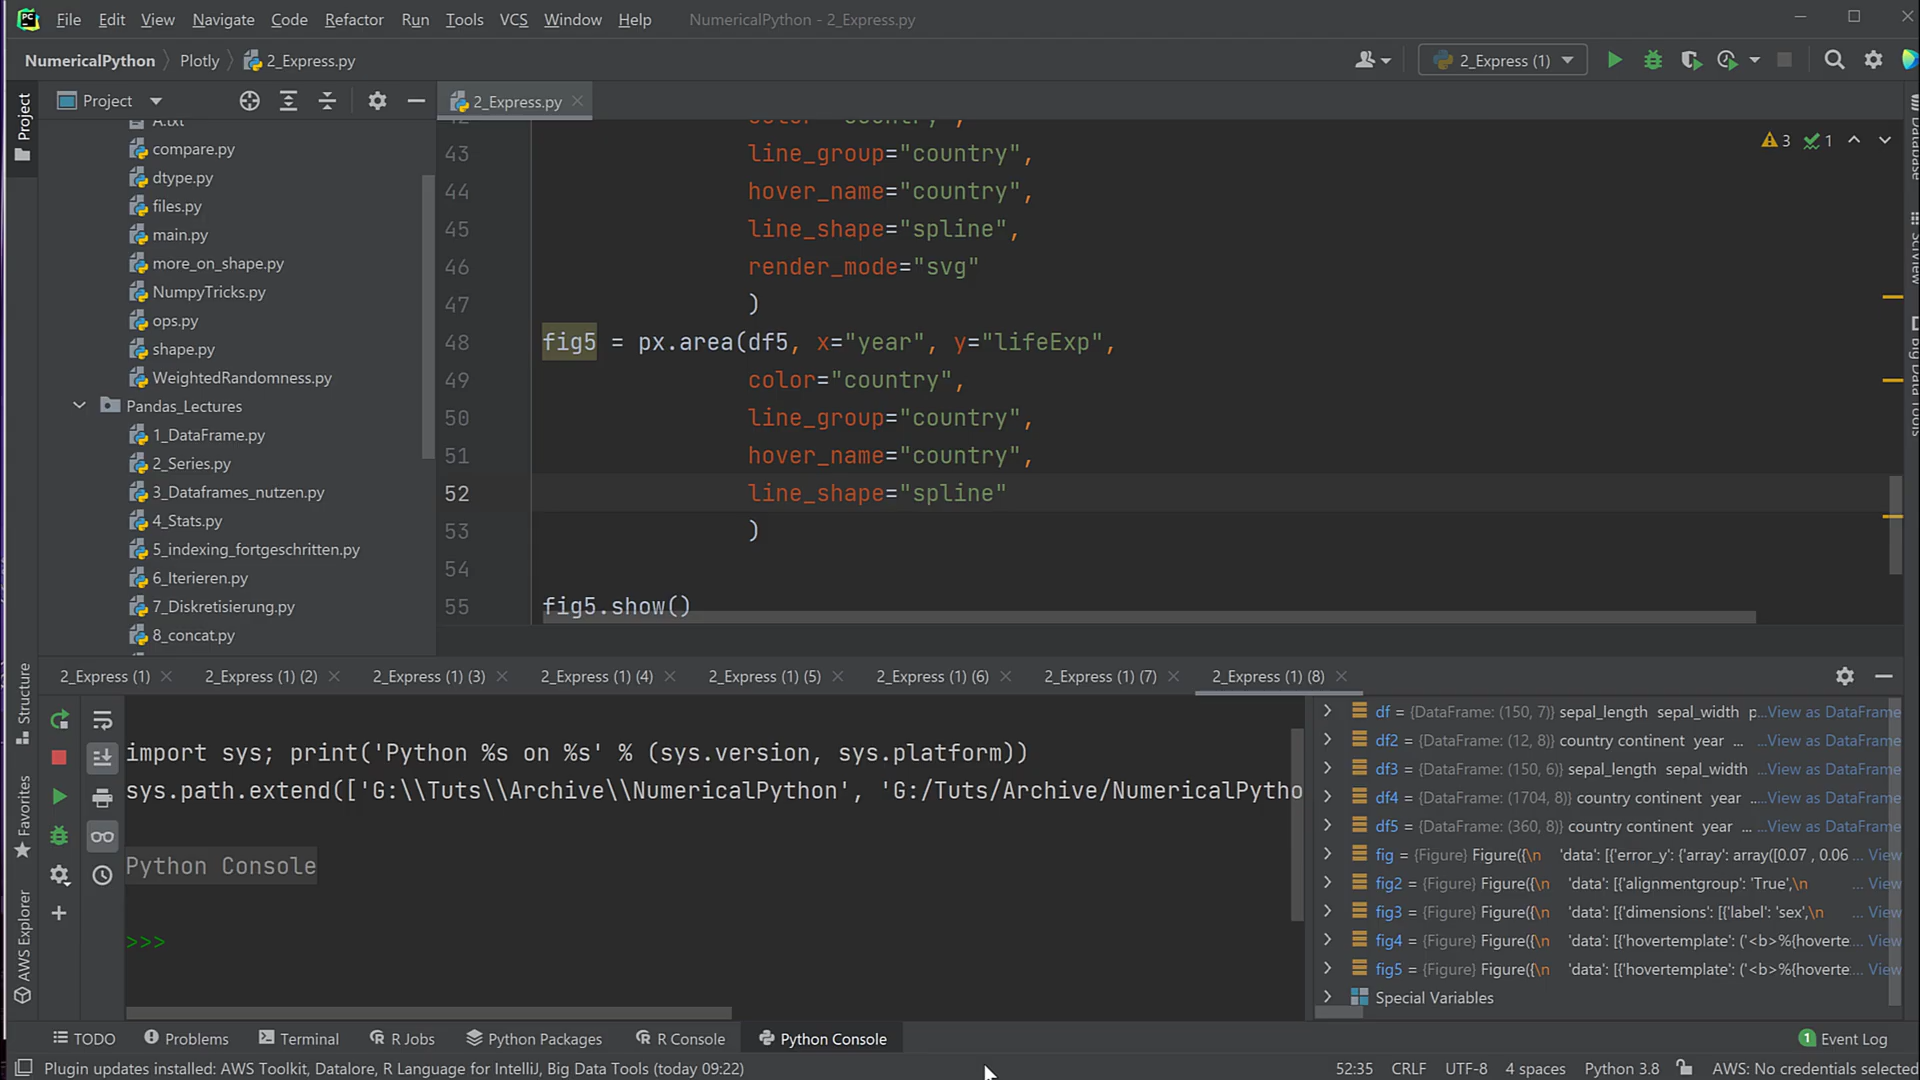 File Edit View Navigate Code Refactor Run Tools VCS Window Help NumericalPython - 2_Express.py
NumericalPython Plotly 2_Express.py 2_Express (1)
Project
2_Express.py
A.txt
compare.py
dtype.py
files.py
main.py
more_on_shape.py
NumpyTricks.py
ops.py
shape.py
WeightedRandomness.py
Pandas_Lectures
1_DataFrame.py
2_Series.py
3_Dataframes_nutzen.py
4_Stats.py
5_indexing_fortgeschritten.py
6_Iterieren.py
7_Diskretisierung.py
8_concat.py
Project
Structure
Favorites
AWS Explorer
3 1
42 color="country",
43 line_group="country",
44 hover_name="country",
45 line_shape="spline",
46 render_mode="svg"
47 )
48 fig5 = px.area(df5, x="year", y="lifeExp",
49 color="country",
50 line_group="country",
51 hover_name="country",
52 line_shape="spline"
53 )
54
55 fig5.show()
Database
SciView
Big Data Tools
2_Express (1) 2_Express (1) (2) 2_Express (1) (3) 2_Express (1) (4) 2_Express (1) (5) 2_Express (1) (6) 2_Express (1) (7) 2_Express (1) (8)
import sys; print('Python %s on %s' % (sys.version, sys.platform))
sys.path.extend(['G:\\Tuts\\Archive\\NumericalPython', 'G:/Tuts/Archive/NumericalPytho
Python Console
>>>
df = {DataFrame: (150, 7)} sepal_length sepal_width p...View as DataFrame
df2 = {DataFrame: (12, 8)} country continent year ...View as DataFrame
df3 = {DataFrame: (150, 6)} sepal_length sepal_width ...View as DataFrame
df4 = {DataFrame: (1704, 8)} country continent year ...View as DataFrame
df5 = {DataFrame: (360, 8)} country continent year ...View as DataFrame
fig = {Figure} Figure({\n 'data': [{'error_y': {'array': array([0.07 , 0.06 ... View
fig2 = {Figure} Figure({\n 'data': [{'alignmentgroup': 'True',\n ... View
fig3 = {Figure} Figure({\n 'data': [{'dimensions': [{'label': 'sex',\n ... View
fig4 = {Figure} Figure({\n 'data': [{'hovertemplate': ('<b>%{hoverte... View
fig5 = {Figure} Figure({\n 'data': [{'hovertemplate': ('<b>%{hoverte... View
Special Variables
TODO Problems Terminal R Jobs Python Packages R Console Python Console 1 Event Log
Plugin updates installed: AWS Toolkit, Datalore, R Language for IntelliJ, Big Data Tools (today 09:22) 52:35 CRLF UTF-8 4 spaces Python 3.8 AWS: No credentials selected